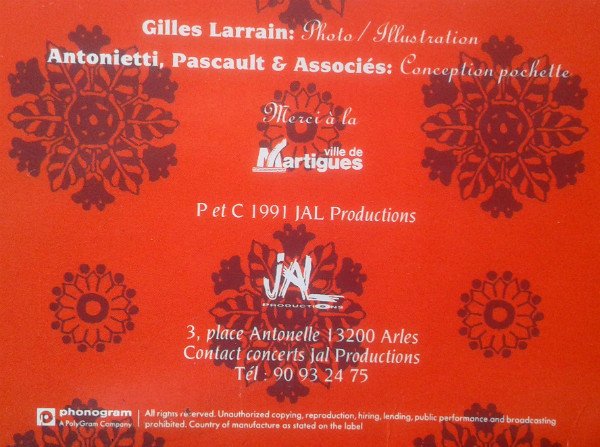 Gilles Larrain: Photo / Illustration
Antonietti, Pascault & Associés: Conception pochette
Merci à la
ville de
Martigues
P et C 1991 JAL Productions
JAL
PRODUCTIONS
3, place Antonelle 13200 Arles
Contact concerts Jal Productions
Tél : 90 93 24 75
phonogram
A PolyGram Company
All rights reserved. Unauthorized copying, reproduction, hiring, lending, public performance and broadcasting
prohibited. Country of manufacture as stated on the label